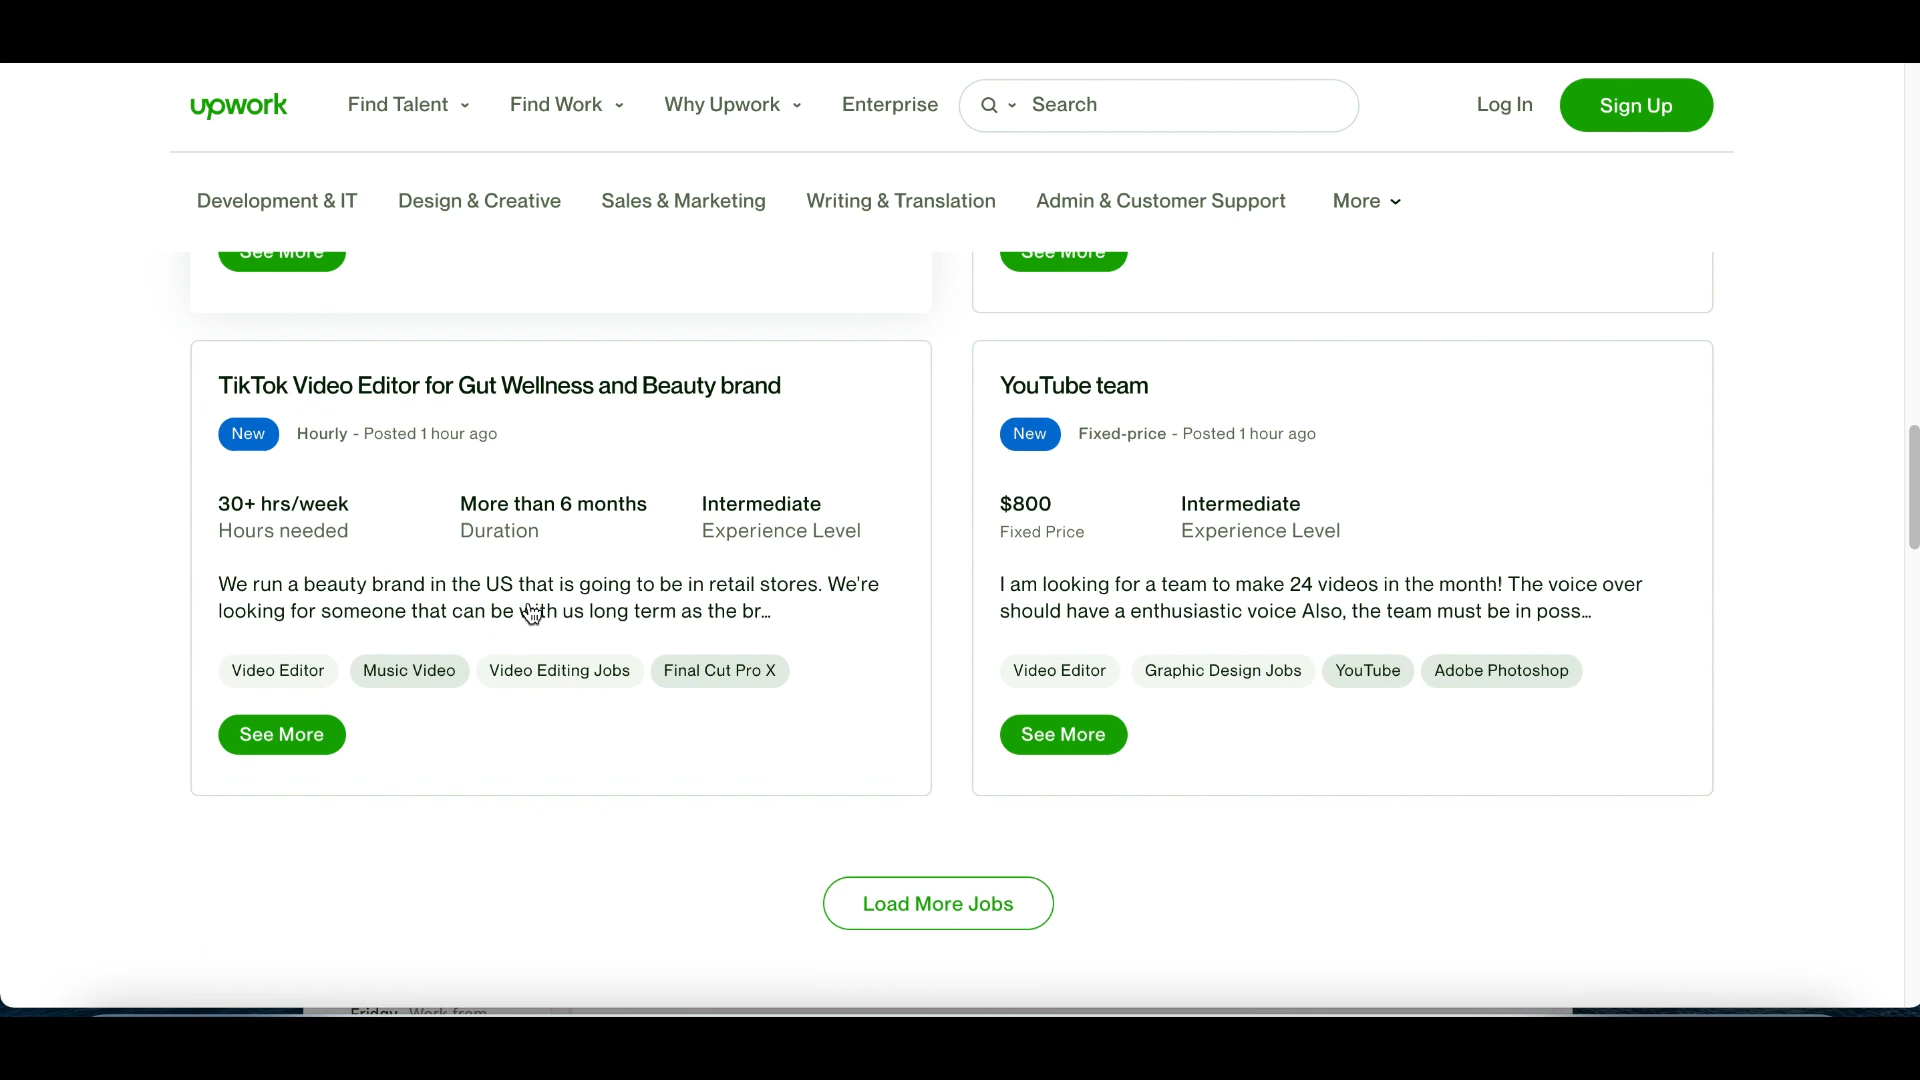 upwork Find Talent Find Work Why Upwork Enterprise Search Log In Sign Up
Development & IT Design & Creative Sales & Marketing Writing & Translation Admin & Customer Support More
See More See More
TikTok Video Editor for Gut Wellness and Beauty brand
New Hourly - Posted 1 hour ago
30+ hrs/week More than 6 months Intermediate
Hours needed Duration Experience Level
We run a beauty brand in the US that is going to be in retail stores. We're
looking for someone that can be with us long term as the br...
Video Editor Music Video Video Editing Jobs Final Cut Pro X
See More
YouTube team
New Fixed-price - Posted 1 hour ago
$800 Intermediate
Fixed Price Experience Level
I am looking for a team to make 24 videos in the month! The voice over
should have a enthusiastic voice Also, the team must be in poss...
Video Editor Graphic Design Jobs YouTube Adobe Photoshop
See More
Load More Jobs
Friday Work from